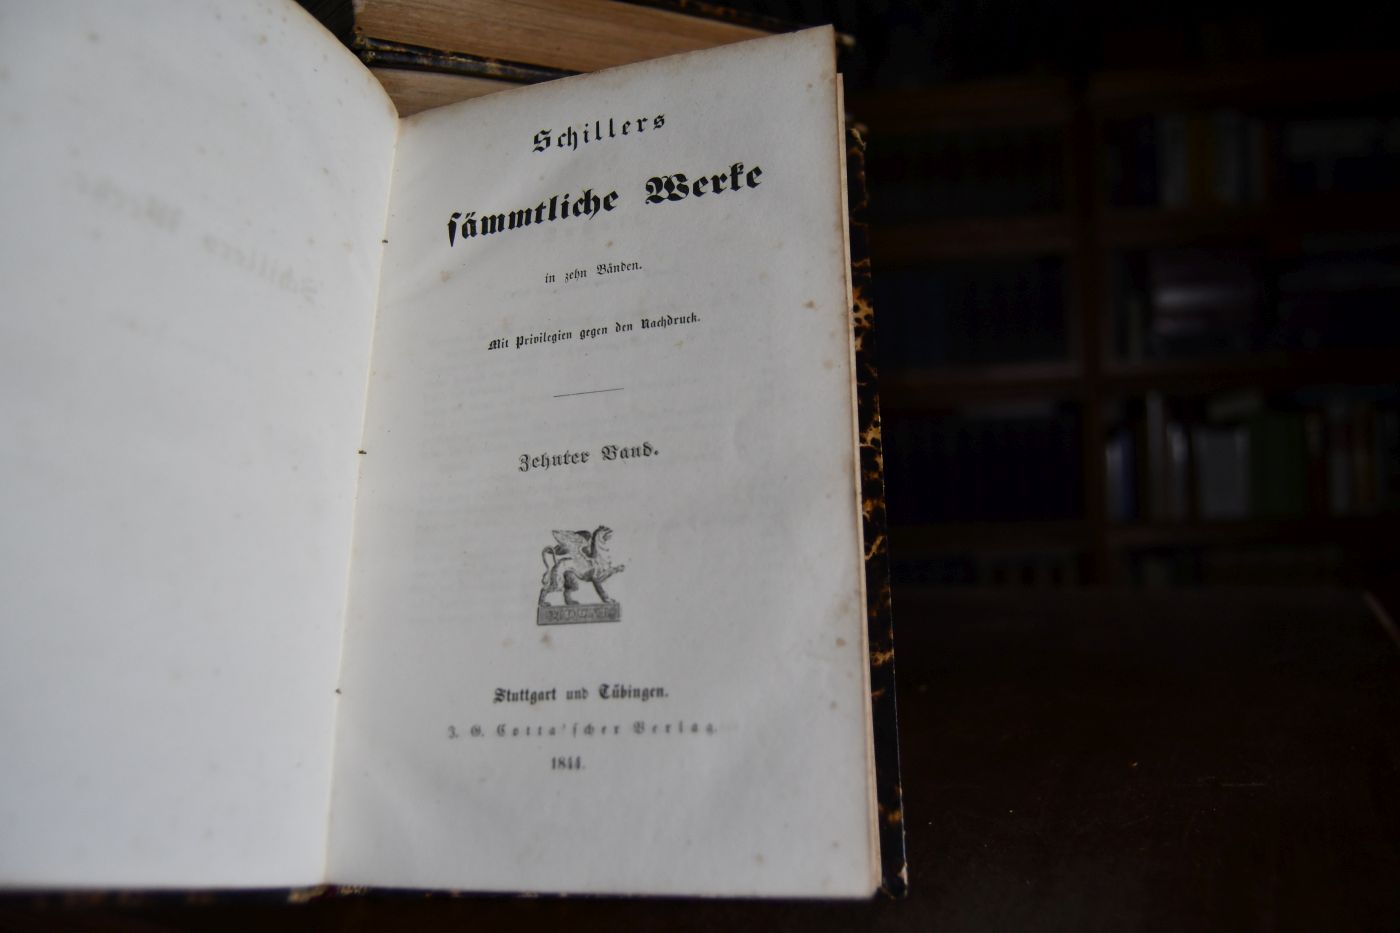 Schillers
sämmtliche Werke
in zehn Bänden.
Mit Privilegien gegen den Nachdruck.
Zehnter Band.
Stuttgart und Tübingen.
J. G. Cotta'scher Verlag.
1844.